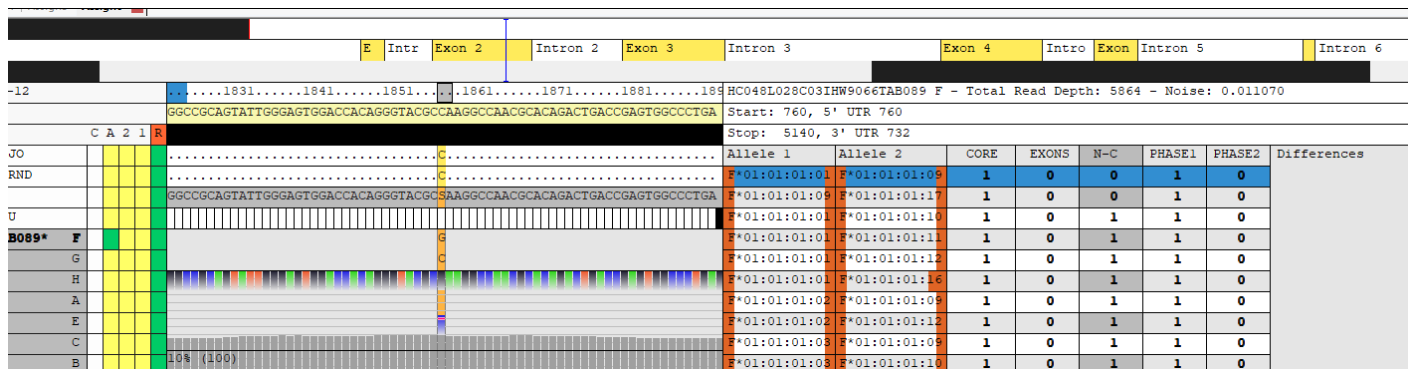 E Intr Exon 2 Intron 2 Exon 3 Intron 3 Exon 4 Intro Exon Intron 5 Intron 6
-12 .......1831......1841......1851......1861......1871......1881......189 HC048L028C03IHW9066TAB089 F - Total Read Depth: 5864 - Noise: 0.011070
GGCCGCAGTATTGGGAGTGGACCACAGGGTACGCCAAGGCCAACGCACAGACTGACCGAGTGGCCCTGA Start: 760, 5' UTR 760
C A 2 1 R Stop: 5140, 3' UTR 732
JO C Allele 1 Allele 2 CORE EXONS N-C PHASE1 PHASE2 Differences
RND C F*01:01:01:01 F*01:01:01:09 1 0 0 1 0
GGCCGCAGTATTGGGAGTGGACCACAGGGTACGCSAAGGCCAACGCACAGACTGACCGAGTGGCCCTGA F*01:01:01:09 F*01:01:01:17 1 0 0 1 0
U F*01:01:01:01 F*01:01:01:10 1 0 1 1 0
B089* F G F*01:01:01:01 F*01:01:01:11 1 0 1 1 0
G C F*01:01:01:01 F*01:01:01:12 1 0 1 1 0
H F*01:01:01:01 F*01:01:01:16 1 0 1 1 0
A F*01:01:01:02 F*01:01:01:09 1 0 1 1 0
E F*01:01:01:02 F*01:01:01:12 1 0 1 1 0
C F*01:01:01:03 F*01:01:01:09 1 0 1 1 0
B 10% (100) F*01:01:01:03 F*01:01:01:10 1 0 1 1 0